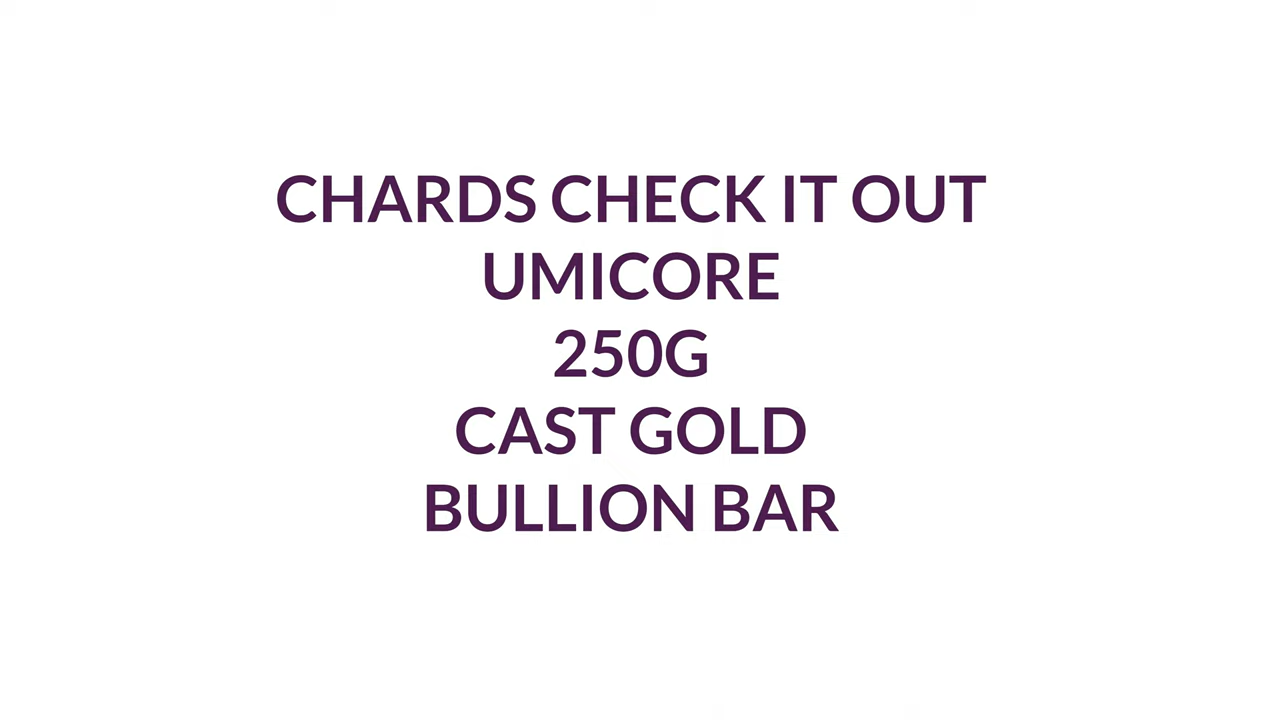 CHARDS CHECK IT OUT
UMICORE
250G
CAST GOLD
BULLION BAR